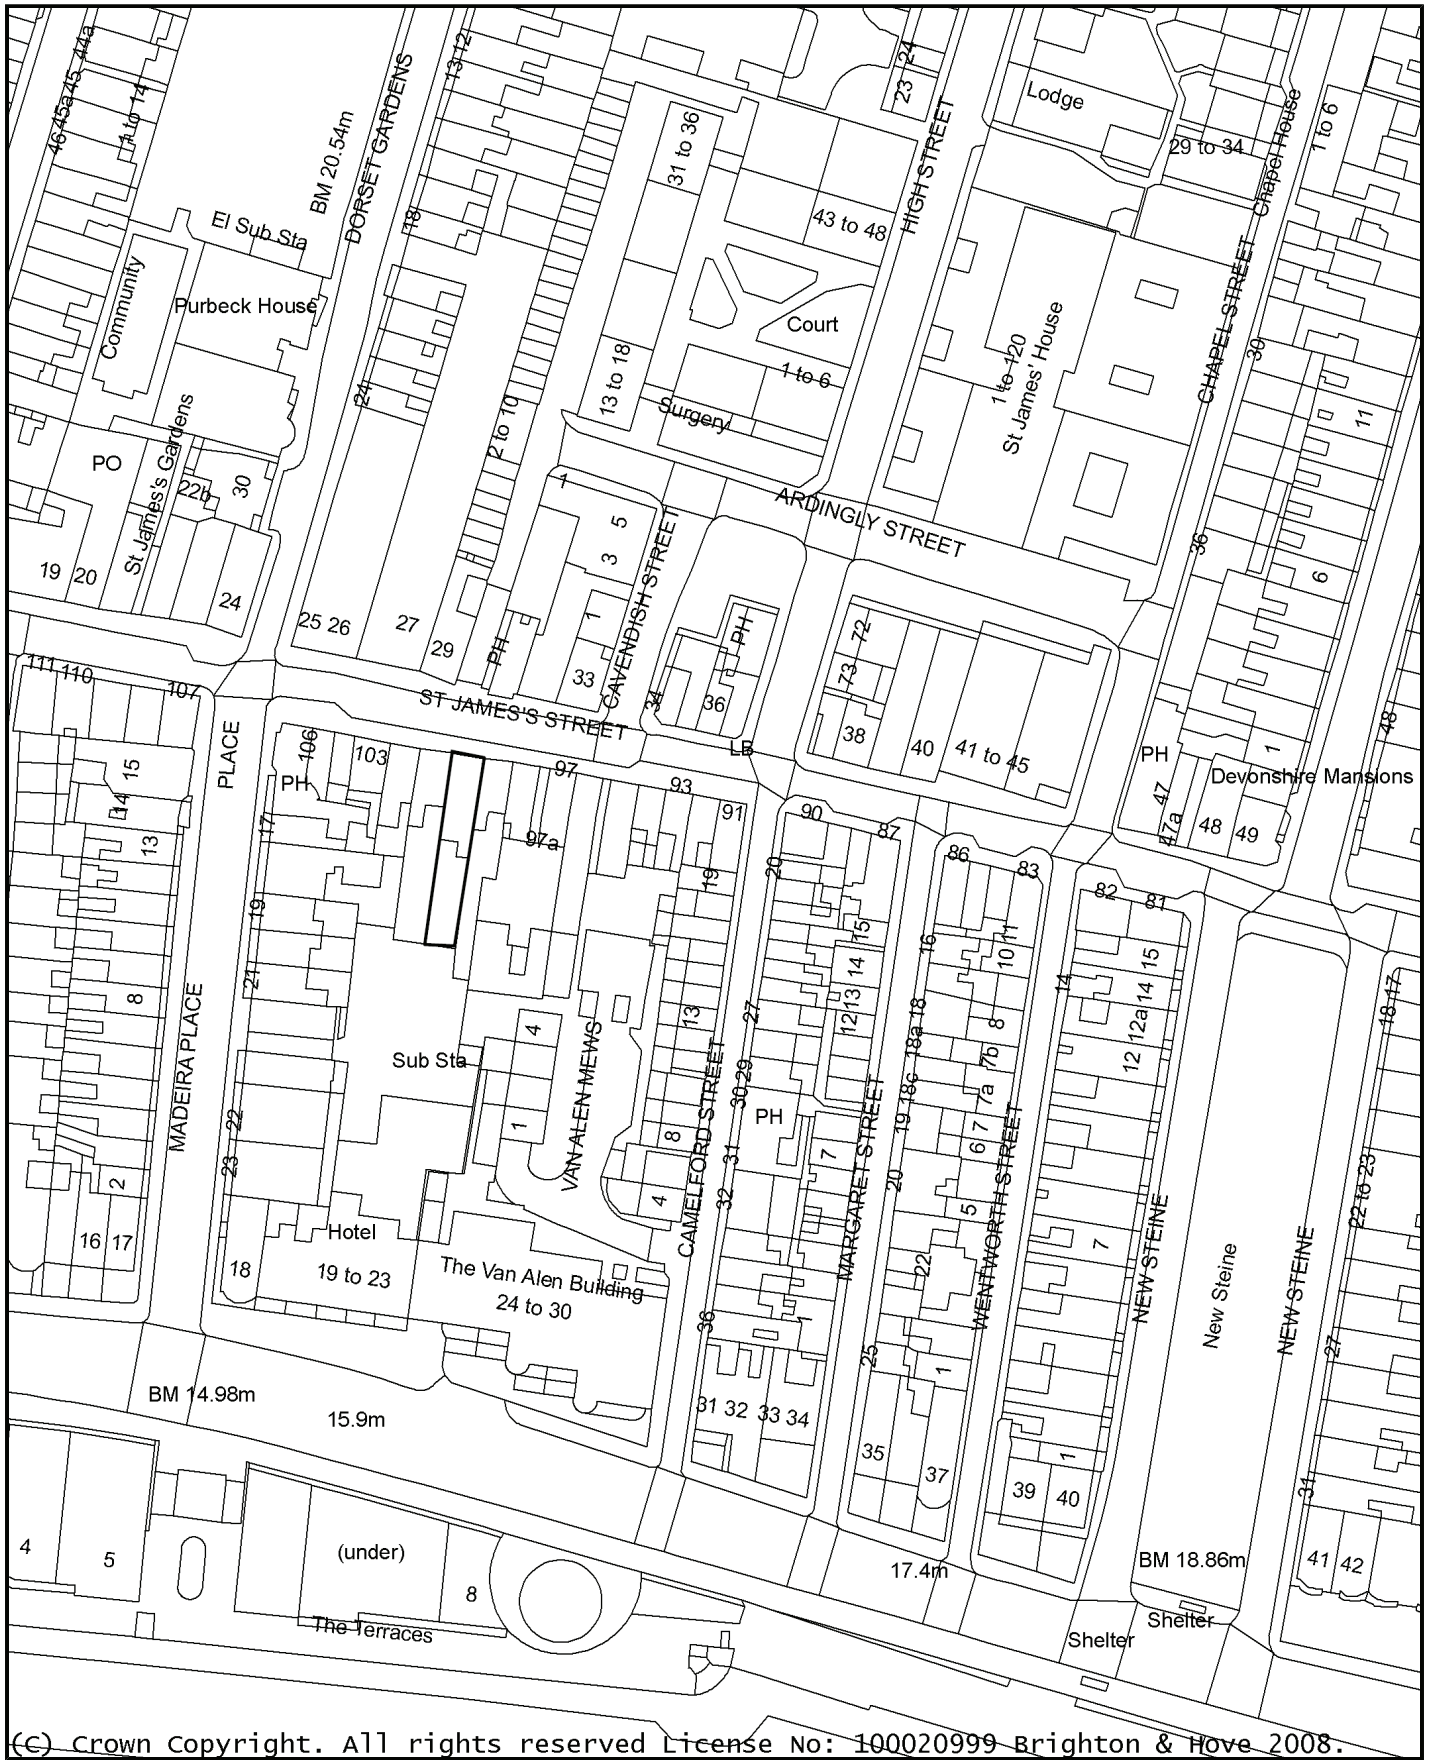 44a
45
45a
46
1 to 14
BM 20.54m
DORSET GARDENS
13
12
18
24
23
31 to 36
43 to 48
HIGH STREET
Lodge
29 to 34
Chapel House
1 to 6
El Sub Sta
Community
Purbeck House
24
13 to 18
Court
1 to 6
Surgery
2 to 10
1 to 120
St James' House
CHAPEL STREET
30
11
PO
St James's Gardens
22b
30
1
5
3
1
33
ARDINGLY STREET
CAVENDISH STREET
36
6
19
20
24
25
26
27
29
PH
PH
34
36
72
73
38
40
41 to 45
48
111
110
107
ST JAMES'S STREET
LB
PH
47
47a
48
49
1
Devonshire Mansions
PLACE
106
103
PH
97
97a
93
91
90
87
86
83
82
81
15
14
13
17
19
21
20
19
15
14
13
12
16
11
10
14
15
14
12a
12
18
17
8
MADEIRA PLACE
Sub Sta
4
1
VAN ALEN MEWS
13
8
4
CAMELFORD STREET
27
29
30
31
32
36
PH
7
1
MARGARET STREET
18
18a
18c
19
20
22
25
8
7b
7a
7
6
5
1
WENTWORTH STREET
7
1
NEW STEINE
New Steine
NEW STEINE
22 to 23
27
31
22
23
2
16
17
18
Hotel
19 to 23
The Van Alen Building
24 to 30
31
32
33
34
35
37
39
40
41
42
BM 14.98m
15.9m
17.4m
BM 18.86m
Shelter
Shelter
4
5
(under)
8
The Terraces
(C) Crown Copyright. All rights reserved License No: 100020999 Brighton & Hove 2008.